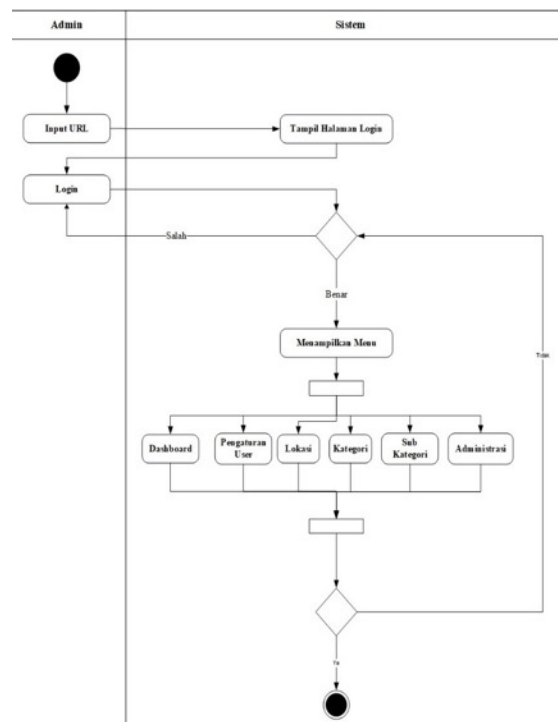 Admin
Sistem
Input URL
Tampil Halaman Login
Login
Salah
Benar
Menampilkan Menu
Tidak
Dashboard
Pengaturan
User
Lokasi
Kategori
Sub
Kategori
Administrasi
Ya